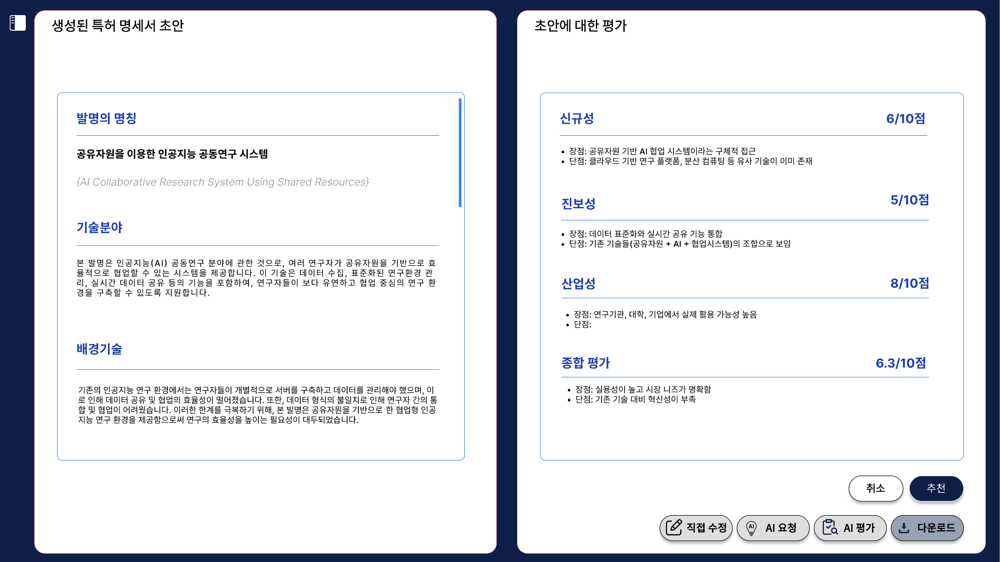 생성된 특허 명세서 초안
발명의 명칭
공유자원을 이용한 인공지능 공동연구 시스템
{AI Collaborative Research System Using Shared Resources}
기술분야
본 발명은 인공지능(AI) 공동연구 분야에 관한 것으로, 여러 연구자가 공유자원을 기반으로 효
율적으로 협업할 수 있는 시스템을 제공합니다. 이 기술은 데이터 수집, 표준화된 연구환경 관
리, 실시간 데이터 공유 등의 기능을 포함하여, 연구자들이 보다 유연하고 협업 중심의 연구 환
경을 구축할 수 있도록 지원합니다.
배경기술
기존의 인공지능 연구 환경에서는 연구자들이 개별적으로 서버를 구축하고 데이터를 관리해야 했으며, 이
로 인해 데이터 공유 및 협업의 효율성이 떨어졌습니다. 또한, 데이터 형식의 불일치로 인해 연구자 간의 통
합 및 협업이 어려웠습니다. 이러한 한계를 극복하기 위해, 본 발명은 공유자원을 기반으로 한 협업형 인공
지능 연구 환경을 제공함으로써 연구의 효율성을 높이는 필요성이 대두되었습니다.
초안에 대한 평가
신규성 6/10점
• 장점: 공유자원 기반 AI 협업 시스템이라는 구체적 접근
• 단점: 클라우드 기반 연구 플랫폼, 분산 컴퓨팅 등 유사 기술이 이미 존재
진보성 5/10점
• 장점: 데이터 표준화와 실시간 공유 기능 통합
• 단점: 기존 기술들(공유자원 + AI + 협업시스템)의 조합으로 보임
산업성 8/10점
• 장점: 연구기관, 대학, 기업에서 실제 활용 가능성 높음
• 단점:
종합 평가 6.3/10점
• 장점: 실용성이 높고 시장 니즈가 명확함
• 단점: 기존 기술 대비 혁신성이 부족
취소 추천
직접 수정 AI AI 요청 AI 평가 다운로드